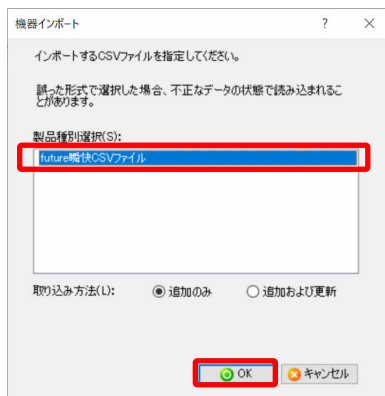 機器インポート ? ×
インポートするCSVファイルを指定してください。
誤った形式で選択した場合、不正なデータの状態で読み込まれるこ
とがあります。
製品種別選択(S):
future瞬快CSVファイル
取り込み方法(L): 追加のみ 追加および更新
OK キャンセル